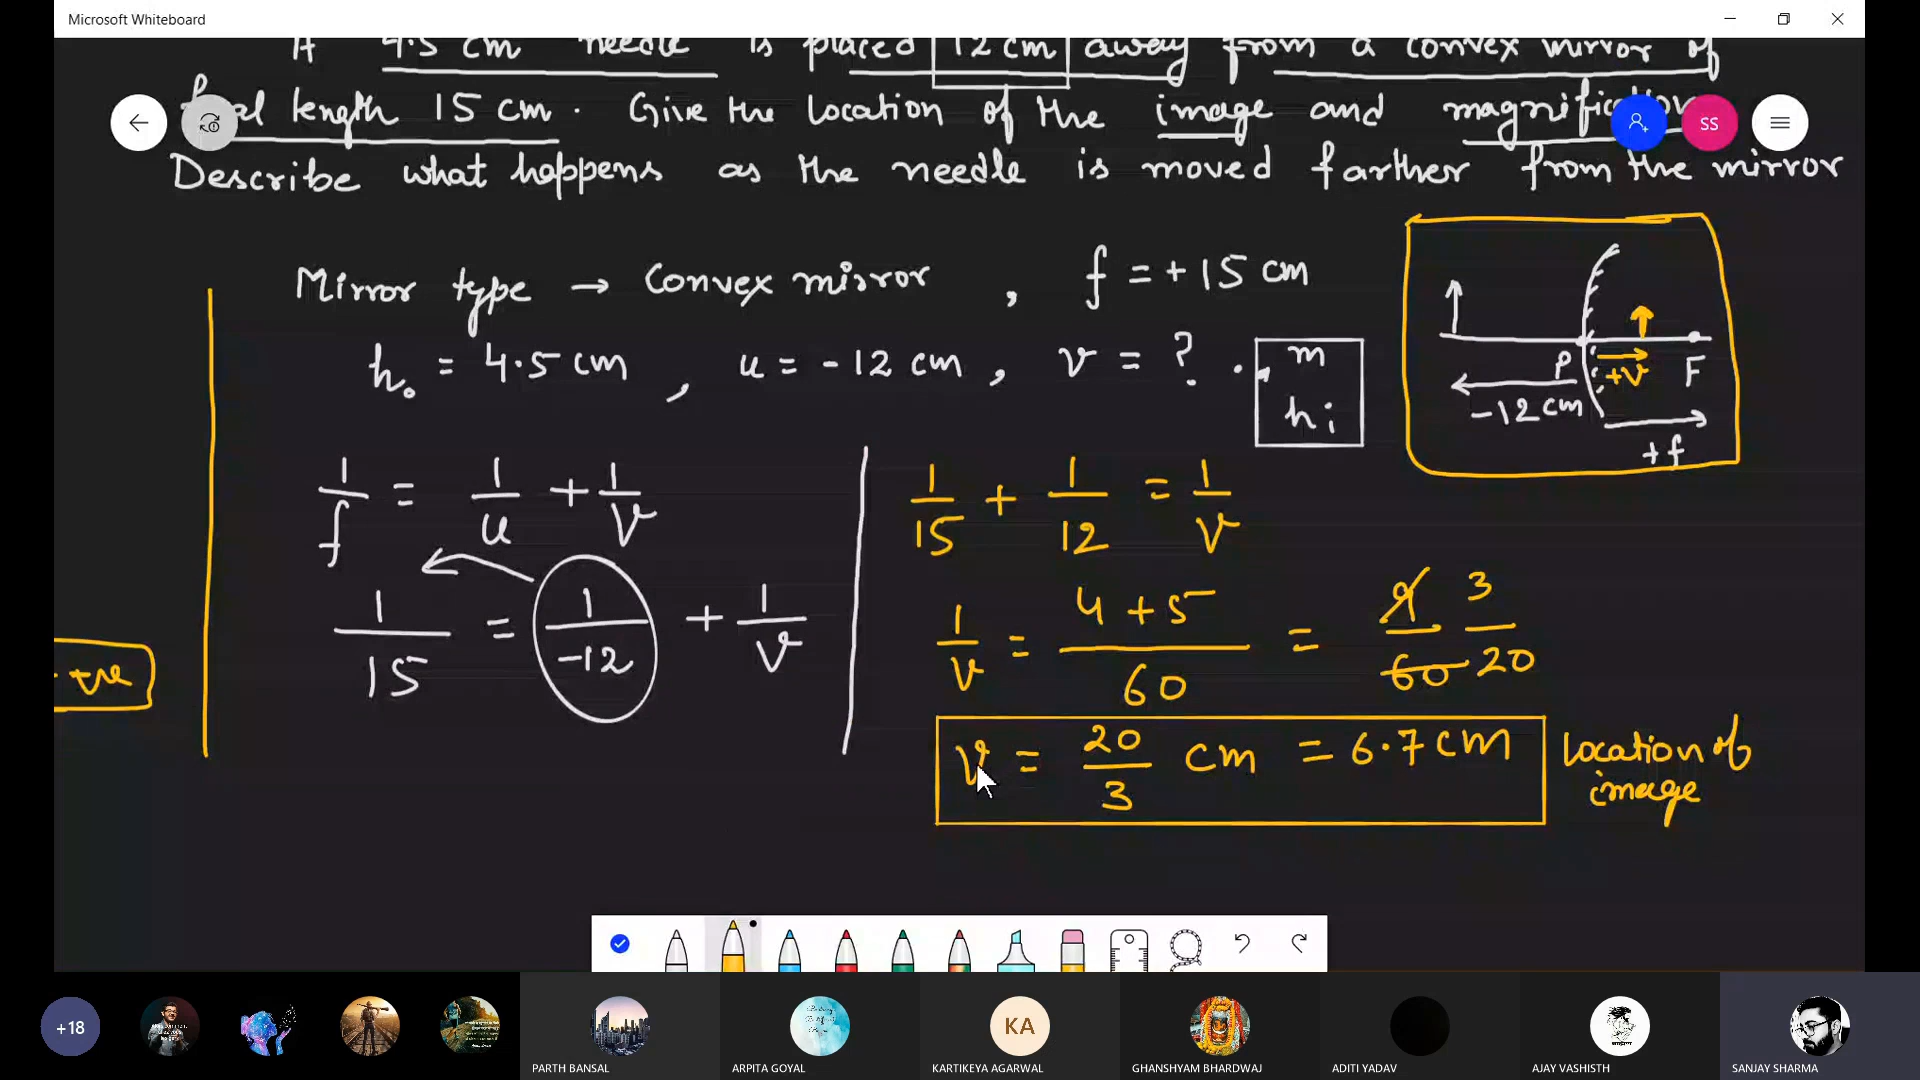 Microsoft Whiteboard
A 4.5 cm needle is placed 12 cm away from a convex mirror of
focal length 15 cm. Give the location of the image and magnification
Describe what happens as the needle is moved farther from the mirror
SS
Mirror type → Convex mirror , f = +15 cm
h₀ = 4.5 cm , u = -12 cm , v = ? .
m
hi
P
+v
F
-12 cm
+f
1/f = 1/u + 1/v
1/15 = 1/-12 + 1/v
1/15 + 1/12 = 1/v
1/v = 4+5/60 = 9/60 3/20
-ve
v = 20/3 cm = 6.7 cm
Location of
image
+18
PARTH BANSAL
ARPITA GOYAL
KA
KARTIKEYA AGARWAL
GHANSHYAM BHARDWAJ
ADITI YADAV
AJAY VASHISTH
SANJAY SHARMA